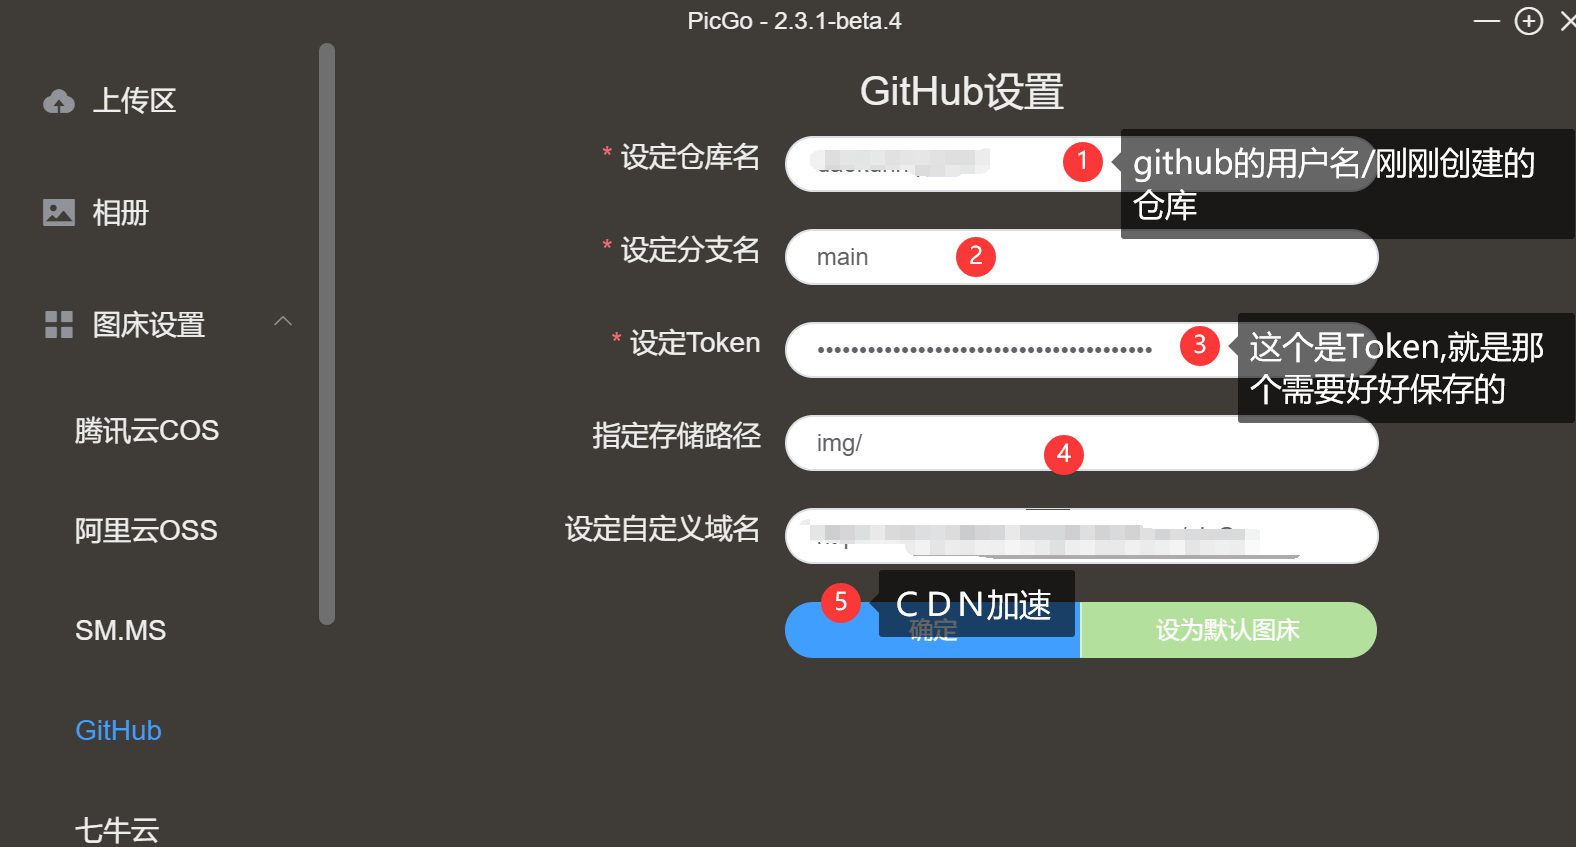 PicGo - 2.3.1-beta.4
上传区
相册
图床设置
腾讯云COS
阿里云OSS
SM.MS
GitHub
七牛云
GitHub设置
* 设定仓库名
1
github的用户名/刚刚创建的
仓库
* 设定分支名
main
2
* 设定Token
3
这个是Token,就是那
个需要好好保存的
指定存储路径
img/
4
设定自定义域名
5
CDN加速
确定
设为默认图床